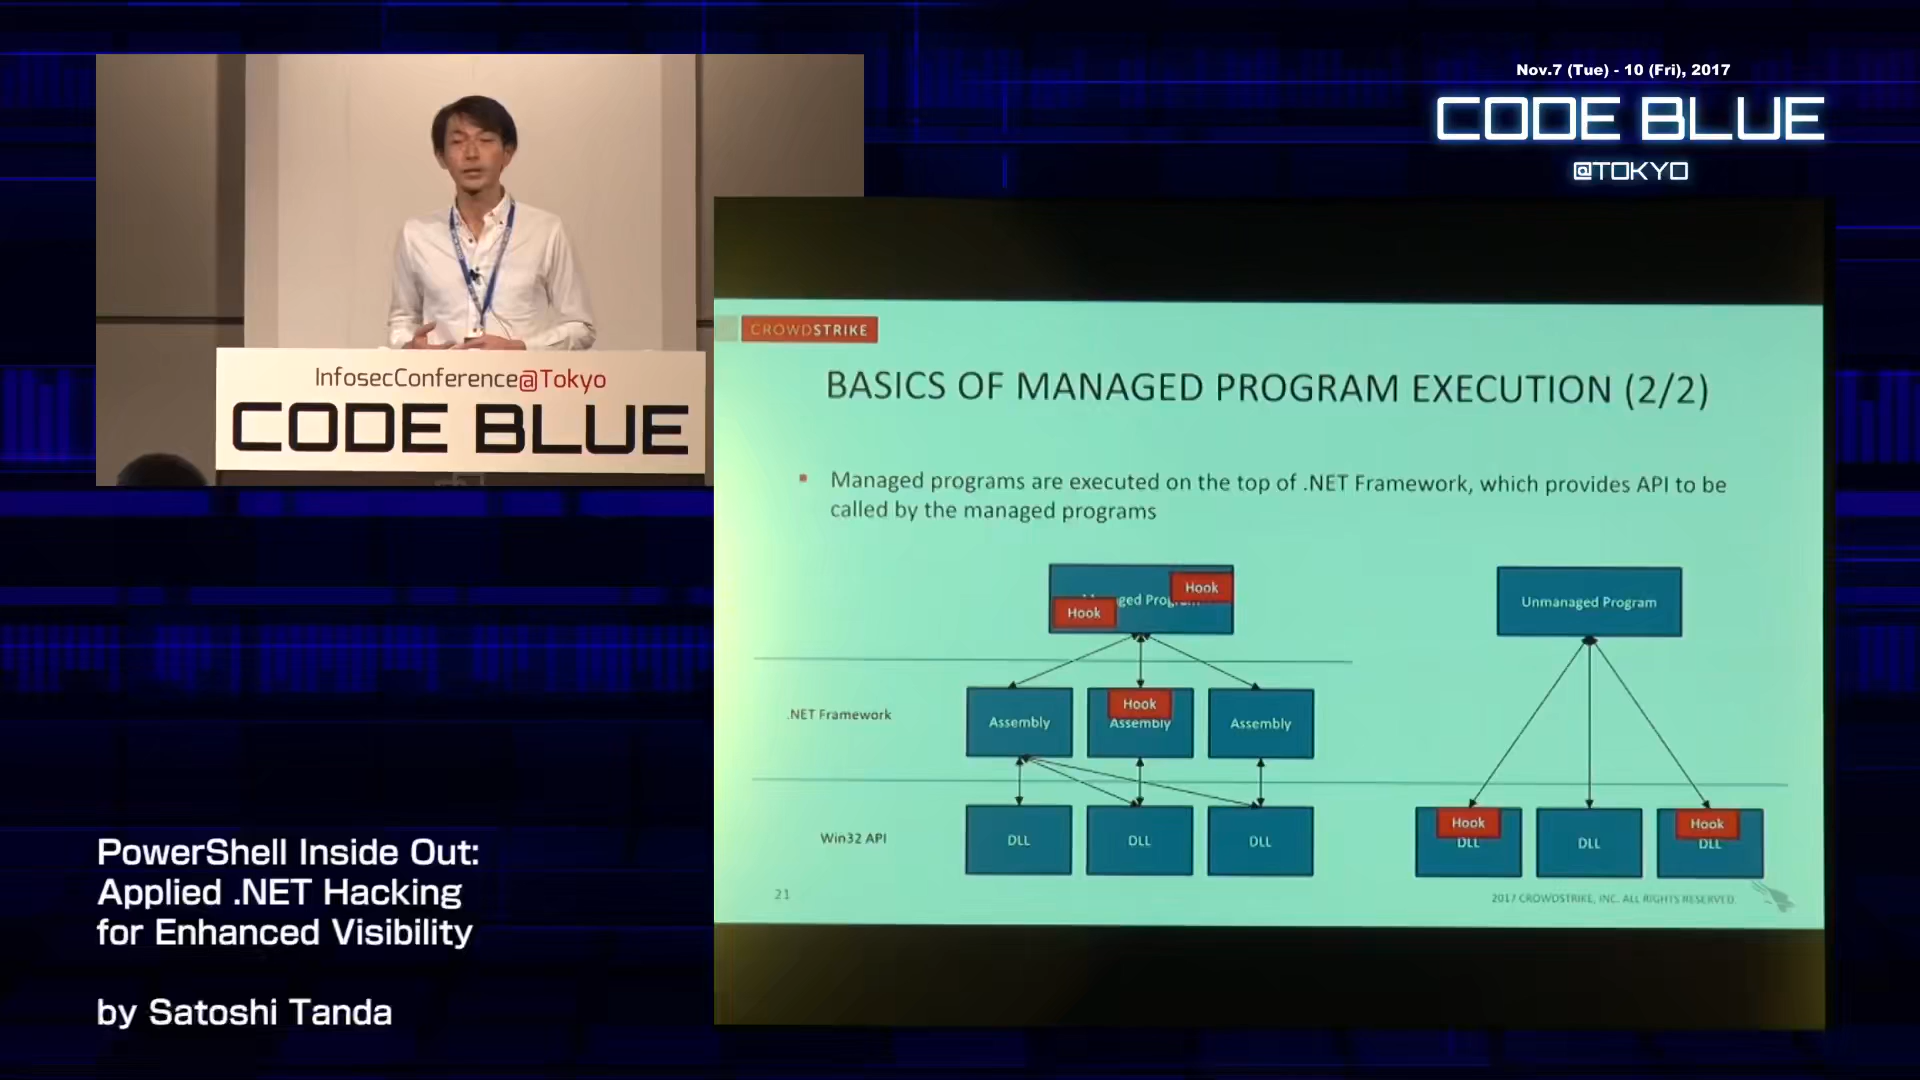 Nov.7 (Tue) - 10 (Fri), 2017
CODE BLUE
@TOKYO
InfosecConference@Tokyo
CODE BLUE
CROWDSTRIKE
BASICS OF MANAGED PROGRAM EXECUTION (2/2)
Managed programs are executed on the top of .NET Framework, which provides API to be
called by the managed programs
Hook
Hook
Unmanaged Program
.NET Framework
Assembly
Hook
Assembly
Assembly
Win32 API
DLL
DLL
DLL
Hook
DLL
DLL
Hook
DLL
21
2017 CROWDSTRIKE, INC. ALL RIGHTS RESERVED.
PowerShell Inside Out:
Applied .NET Hacking
for Enhanced Visibility
by Satoshi Tanda